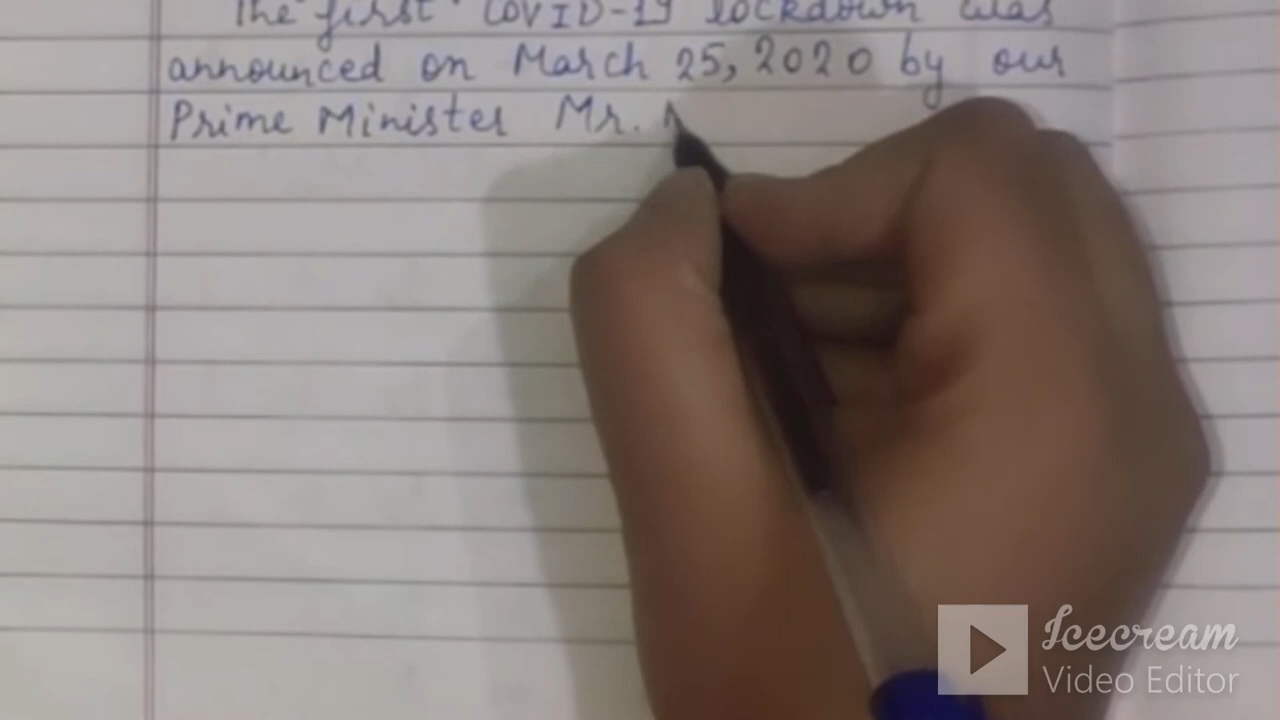 The first COVID-19 lockdown was
announced on March 25, 2020 by our
Prime Minister Mr.
Icecream
Video Editor